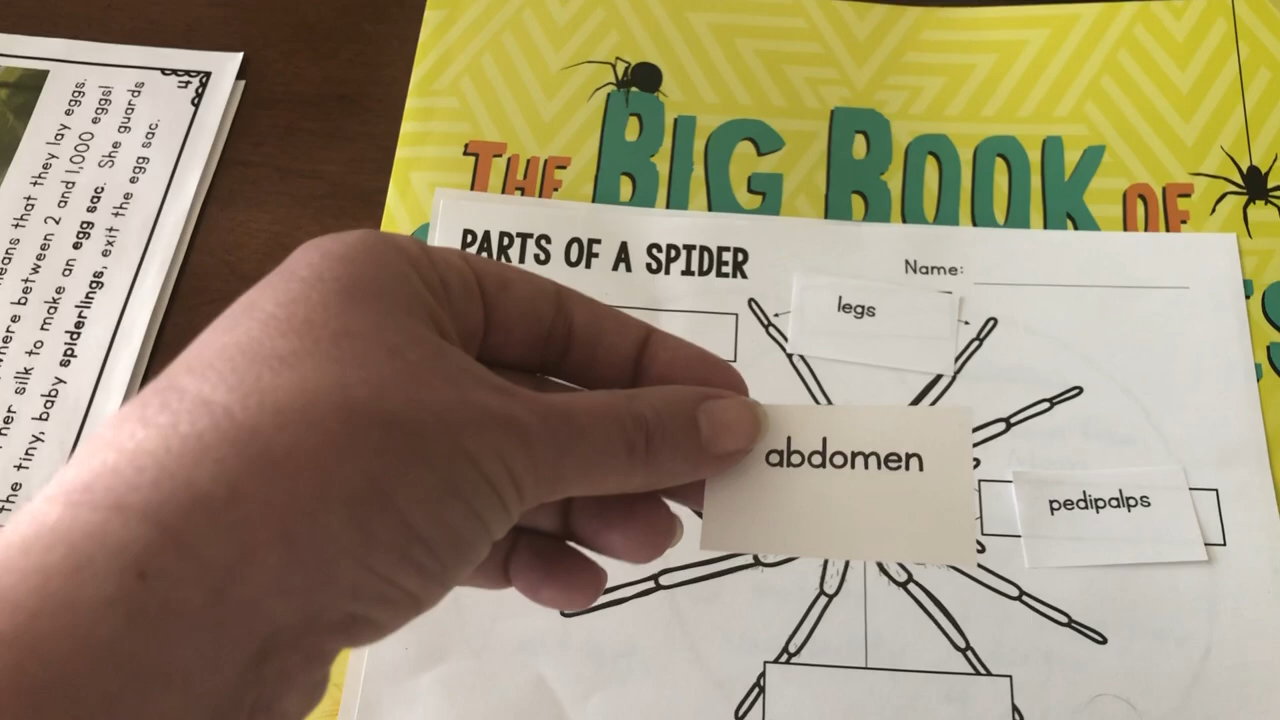 eans that they lay eggs.
where between 2 and 1,000 eggs!
her silk to make an egg sac. She guards
the tiny, baby spiderlings, exit the egg sac.
THE BIG BOOK OF
PARTS OF A SPIDER
Name:
legs
abdomen
pedipalps